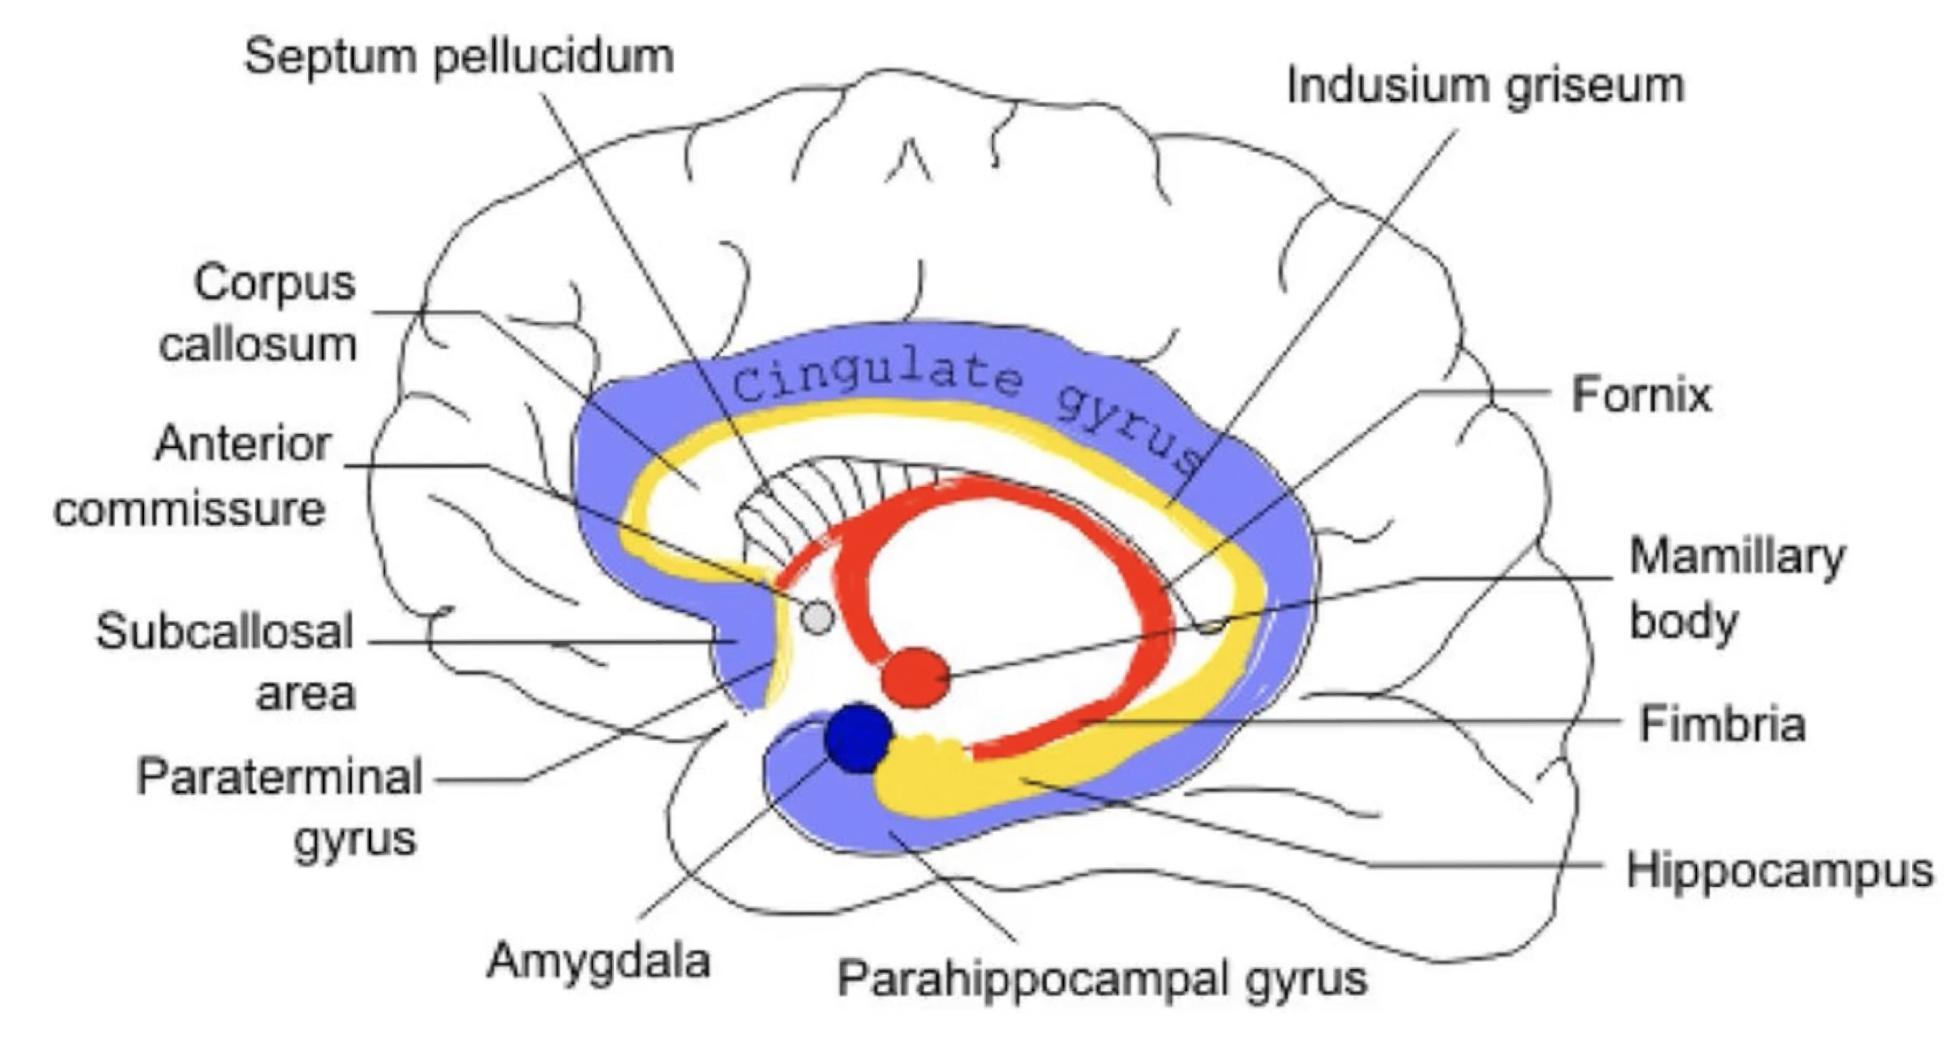 Septum pellucidum
Indusium griseum
Corpus
callosum
Cingulate gyrus
Fornix
Anterior
commissure
Mamillary
body
Subcallosal
area
Fimbria
Paraterminal
gyrus
Hippocampus
Amygdala
Parahippocampal gyrus